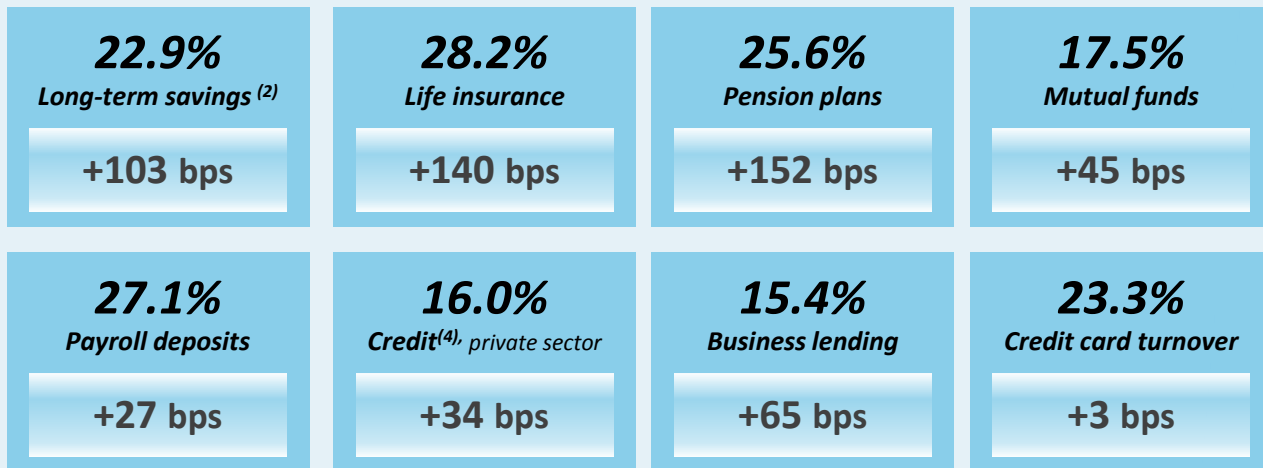 22.9%
Long-term savings (2)
+103 bps
28.2%
Life insurance
+140 bps
25.6%
Pension plans
+152 bps
17.5%
Mutual funds
+45 bps
27.1%
Payroll deposits
+27 bps
16.0%
Credit(4), private sector
+34 bps
15.4%
Business lending
+65 bps
23.3%
Credit card turnover
+3 bps